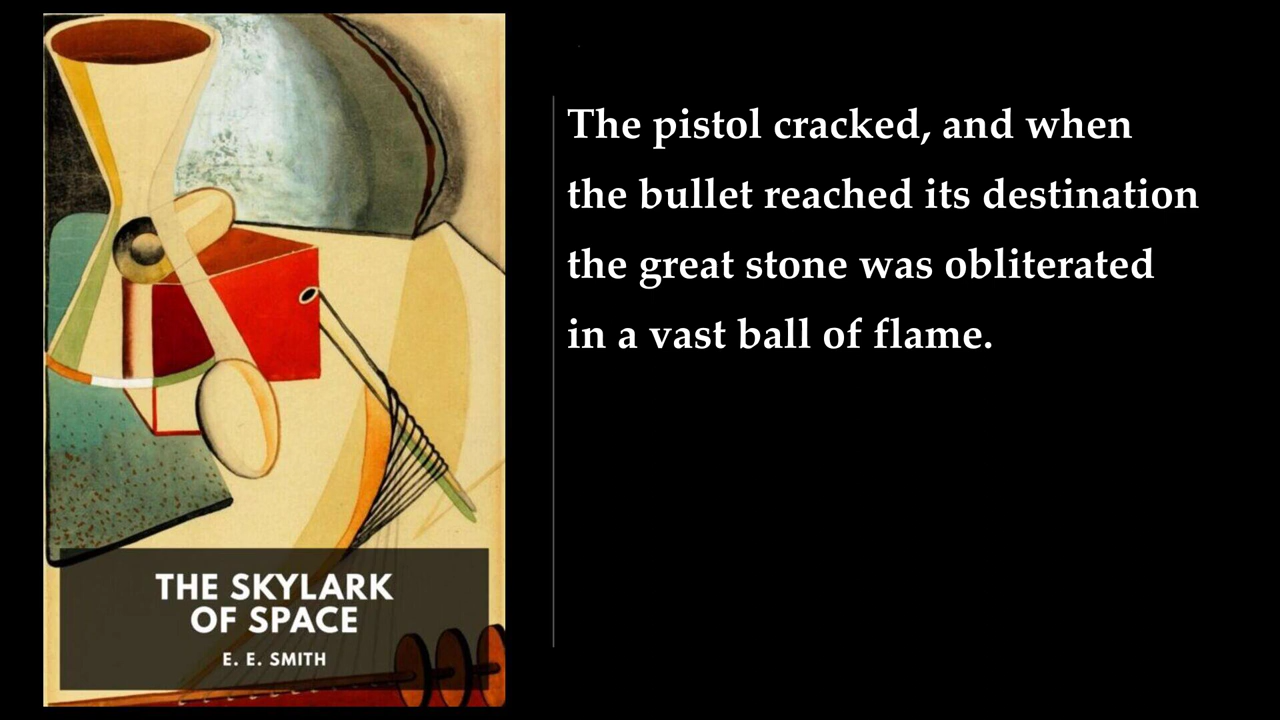 The pistol cracked, and when
the bullet reached its destination
the great stone was obliterated
in a vast ball of flame.
THE SKYLARK
OF SPACE
E. E. SMITH